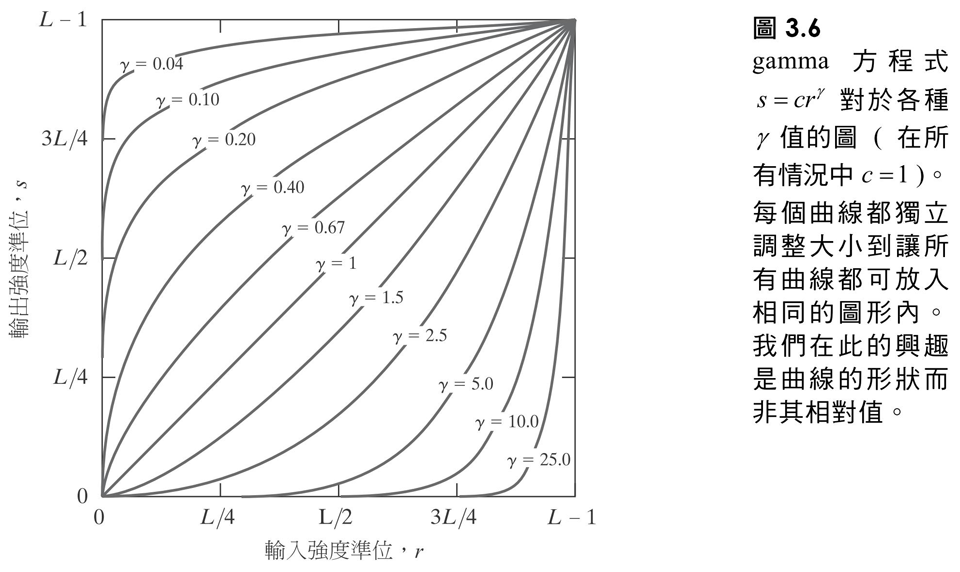 L – 1
3L/4
L/2
L/4
0
輸出強度準位，s
γ = 0.04
γ = 0.10
γ = 0.20
γ = 0.40
γ = 0.67
γ = 1
γ = 1.5
γ = 2.5
γ = 5.0
γ = 10.0
γ = 25.0
0
L/4
L/2
3L/4
L – 1
輸入強度準位，r
圖 3.6
gamma 方程式
s = cr^γ 對於各種
γ 值的圖 ( 在所
有情況中 c = 1 )。
每個曲線都獨立
調整大小到讓所
有曲線都可放入
相同的圖形內。
我們在此的興趣
是曲線的形狀而
非其相對值。